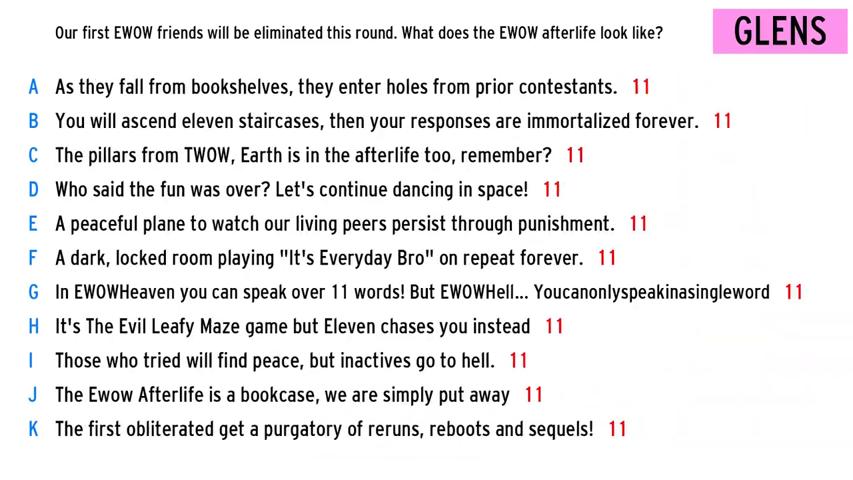 Our first EWOW friends will be eliminated this round. What does the EWOW afterlife look like?
GLENS
A As they fall from bookshelves, they enter holes from prior contestants. 11
B You will ascend eleven staircases, then your responses are immortalized forever. 11
C The pillars from TWOW, Earth is in the afterlife too, remember? 11
D Who said the fun was over? Let's continue dancing in space! 11
E A peaceful plane to watch our living peers persist through punishment. 11
F A dark, locked room playing "It's Everyday Bro" on repeat forever. 11
G In EWOWHeaven you can speak over 11 words! But EWOWHell... Youcanonlyspeakinasingleword 11
H It's The Evil Leafy Maze game but Eleven chases you instead 11
I Those who tried will find peace, but inactives go to hell. 11
J The Ewow Afterlife is a bookcase, we are simply put away 11
K The first obliterated get a purgatory of reruns, reboots and sequels! 11